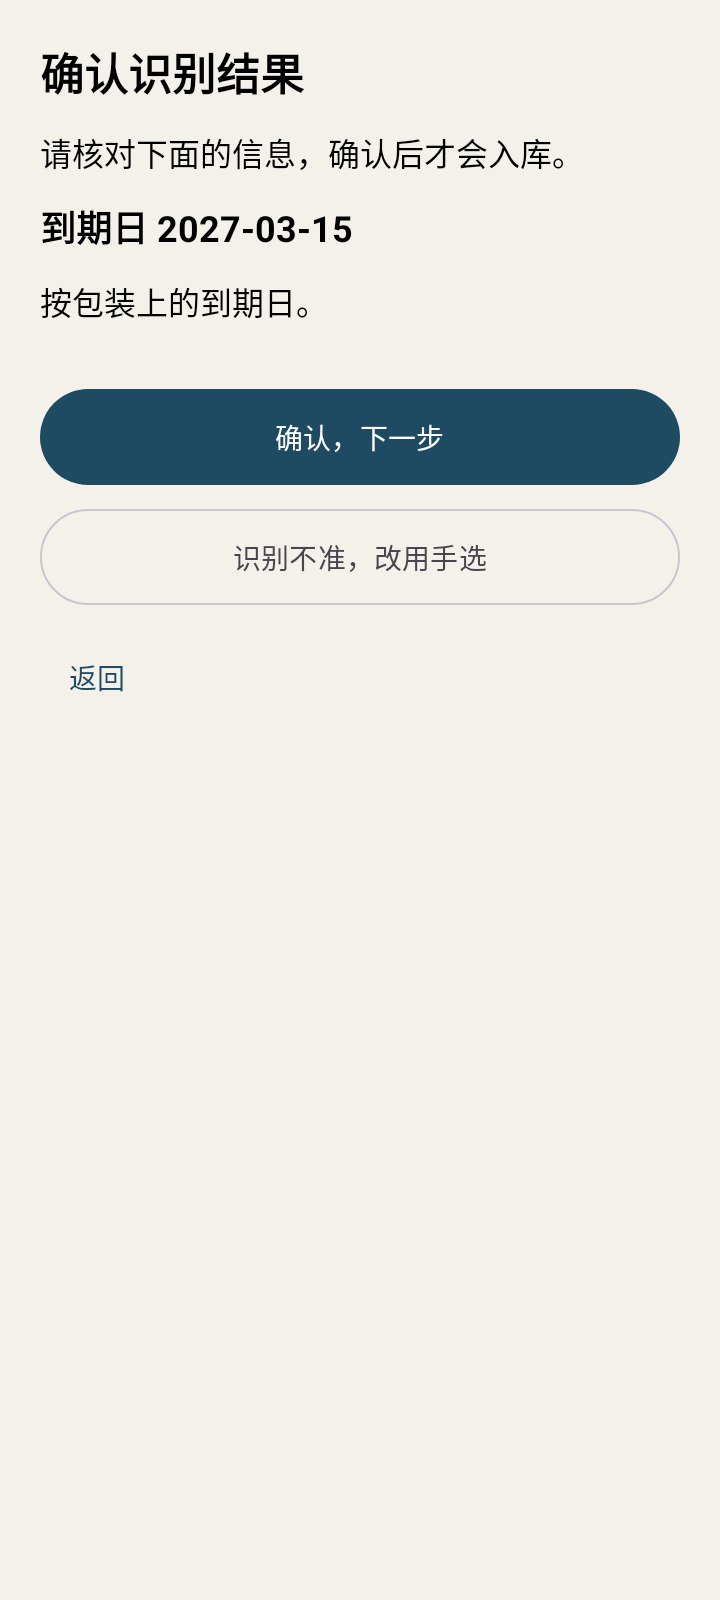 确认识别结果
请核对下面的信息，确认后才会入库。
到期日 2027-03-15
按包装上的到期日。
确认，下一步
识别不准，改用手选
返回